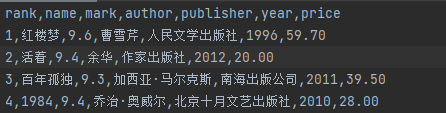 rank,name,mark,author,publisher,year,price
1,红楼梦,9.6,曹雪芹,人民文学出版社,1996,59.70
2,活着,9.4,余华,作家出版社,2012,20.00
3,百年孤独,9.3,加西亚·马尔克斯,南海出版公司,2011,39.50
4,1984,9.4,乔治·奥威尔,北京十月文艺出版社,2010,28.00